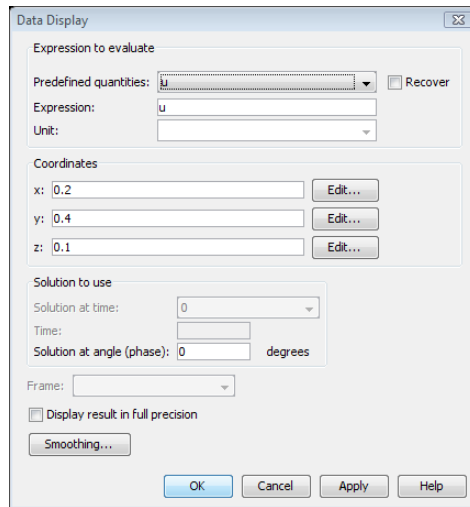 Data Display
Expression to evaluate
Predefined quantities: u Recover
Expression: u
Unit:
Coordinates
x: 0.2 Edit...
y: 0.4 Edit...
z: 0.1 Edit...
Solution to use
Solution at time: 0
Time:
Solution at angle (phase): 0 degrees
Frame:
Display result in full precision
Smoothing...
OK Cancel Apply Help